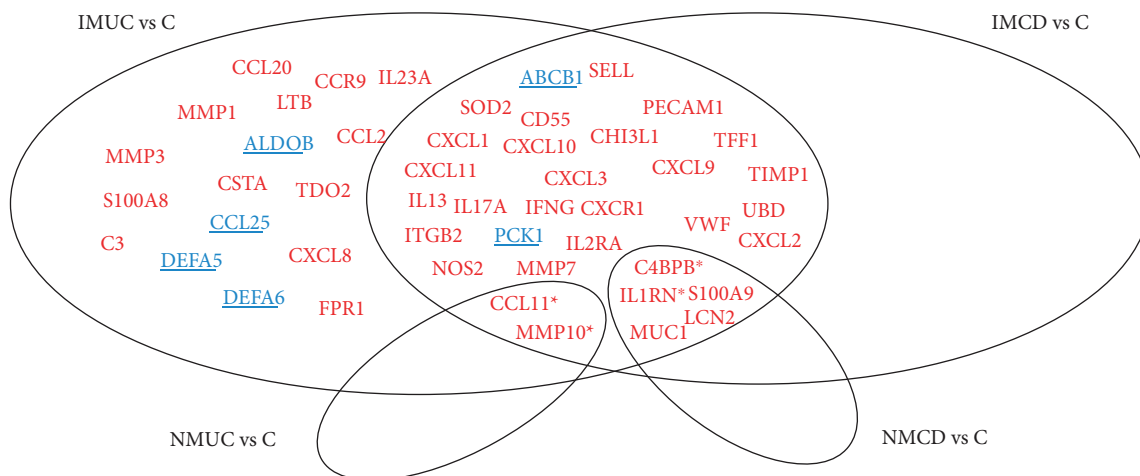 IMUC vs C
IMCD vs C
CCL20
CCR9
IL23A
MMP1
LTB
ALDOB
CCL2
MMP3
CSTA
TDO2
S100A8
CCL25
C3
CXCL8
DEFA5
DEFA6
FPR1
ABCB1
SELL
SOD2
CD55
PECAM1
CXCL1
CXCL10
CHI3L1
TFF1
CXCL11
CXCL3
CXCL9
TIMP1
IL13
IL17A
IFNG
CXCR1
VWF
UBD
ITGB2
PCK1
IL2RA
CXCL2
NOS2
MMP7
C4BPB*
IL1RN*
S100A9
CCL11*
LCN2
MMP10*
MUC1
NMUC vs C
NMCD vs C